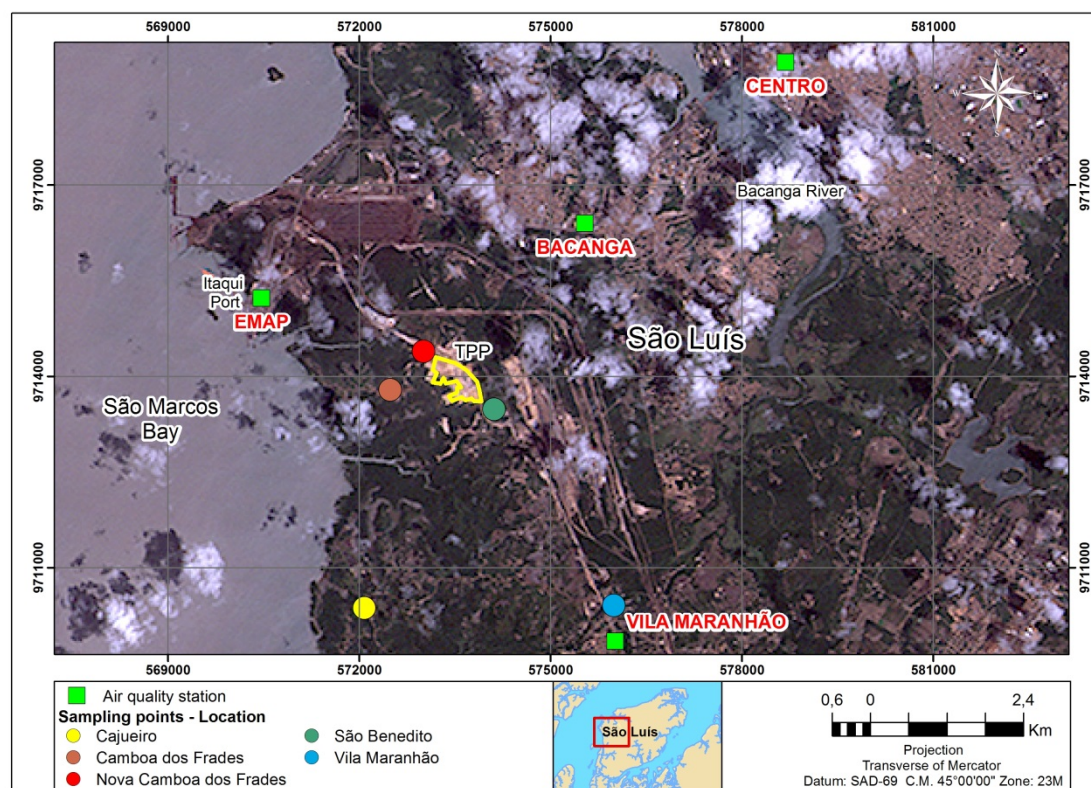 569000 572000 575000 578000 581000
N
W E
S
CENTRO
9717000 9717000
Bacanga River
BACANGA
Itaqui
Port
EMAP
São Luís
TPP
9714000 9714000
São Marcos
Bay
9711000 9711000
VILA MARANHÃO
569000 572000 575000 578000 581000
Air quality station
Sampling points - Location
Cajueiro
Camboa dos Frades
Nova Camboa dos Frades
São Benedito
Vila Maranhão
São Luís
0,6 0 2,4
Km
Projection
Transverse of Mercator
Datum: SAD-69 C.M. 45°00'00" Zone: 23M